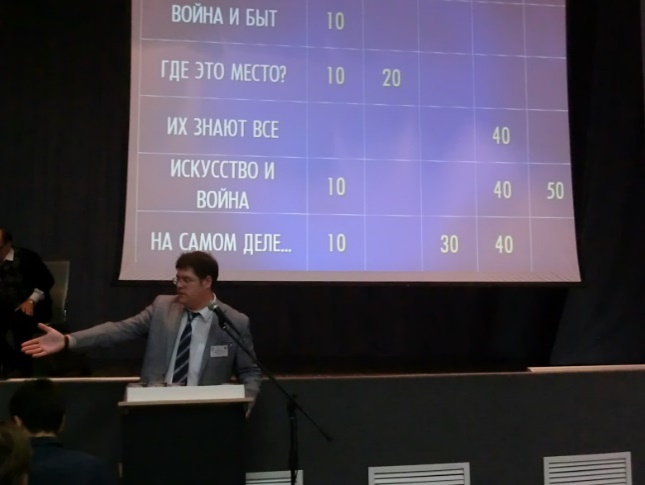 ВОЙНА И БЫТ 10
ГДЕ ЭТО МЕСТО? 10 20
ИХ ЗНАЮТ ВСЕ 40
ИСКУССТВО И
ВОЙНА 10 40 50
НА САМОМ ДЕЛЕ... 10 30 40